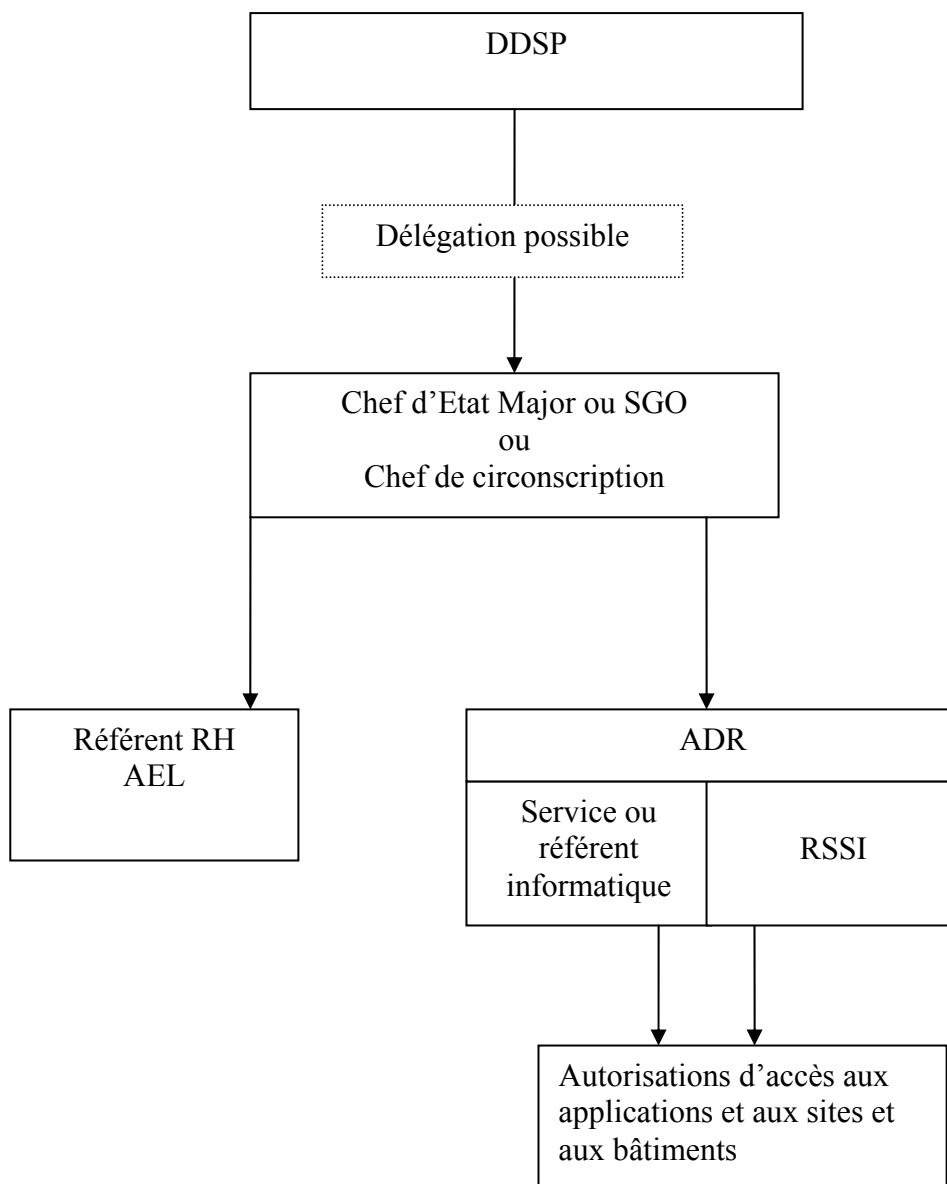 DDSP
Délégation possible
Chef d’Etat Major ou SGO
ou
Chef de circonscription
Référent RH
AEL
ADR
Service ou
référent
informatique
RSSI
Autorisations d’accès aux
applications et aux sites et
aux bâtiments